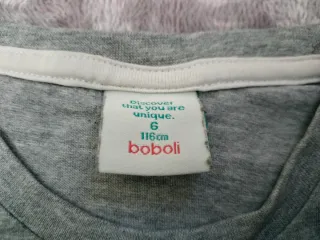 Discover
that you are
unique.
6
116cm
boboli